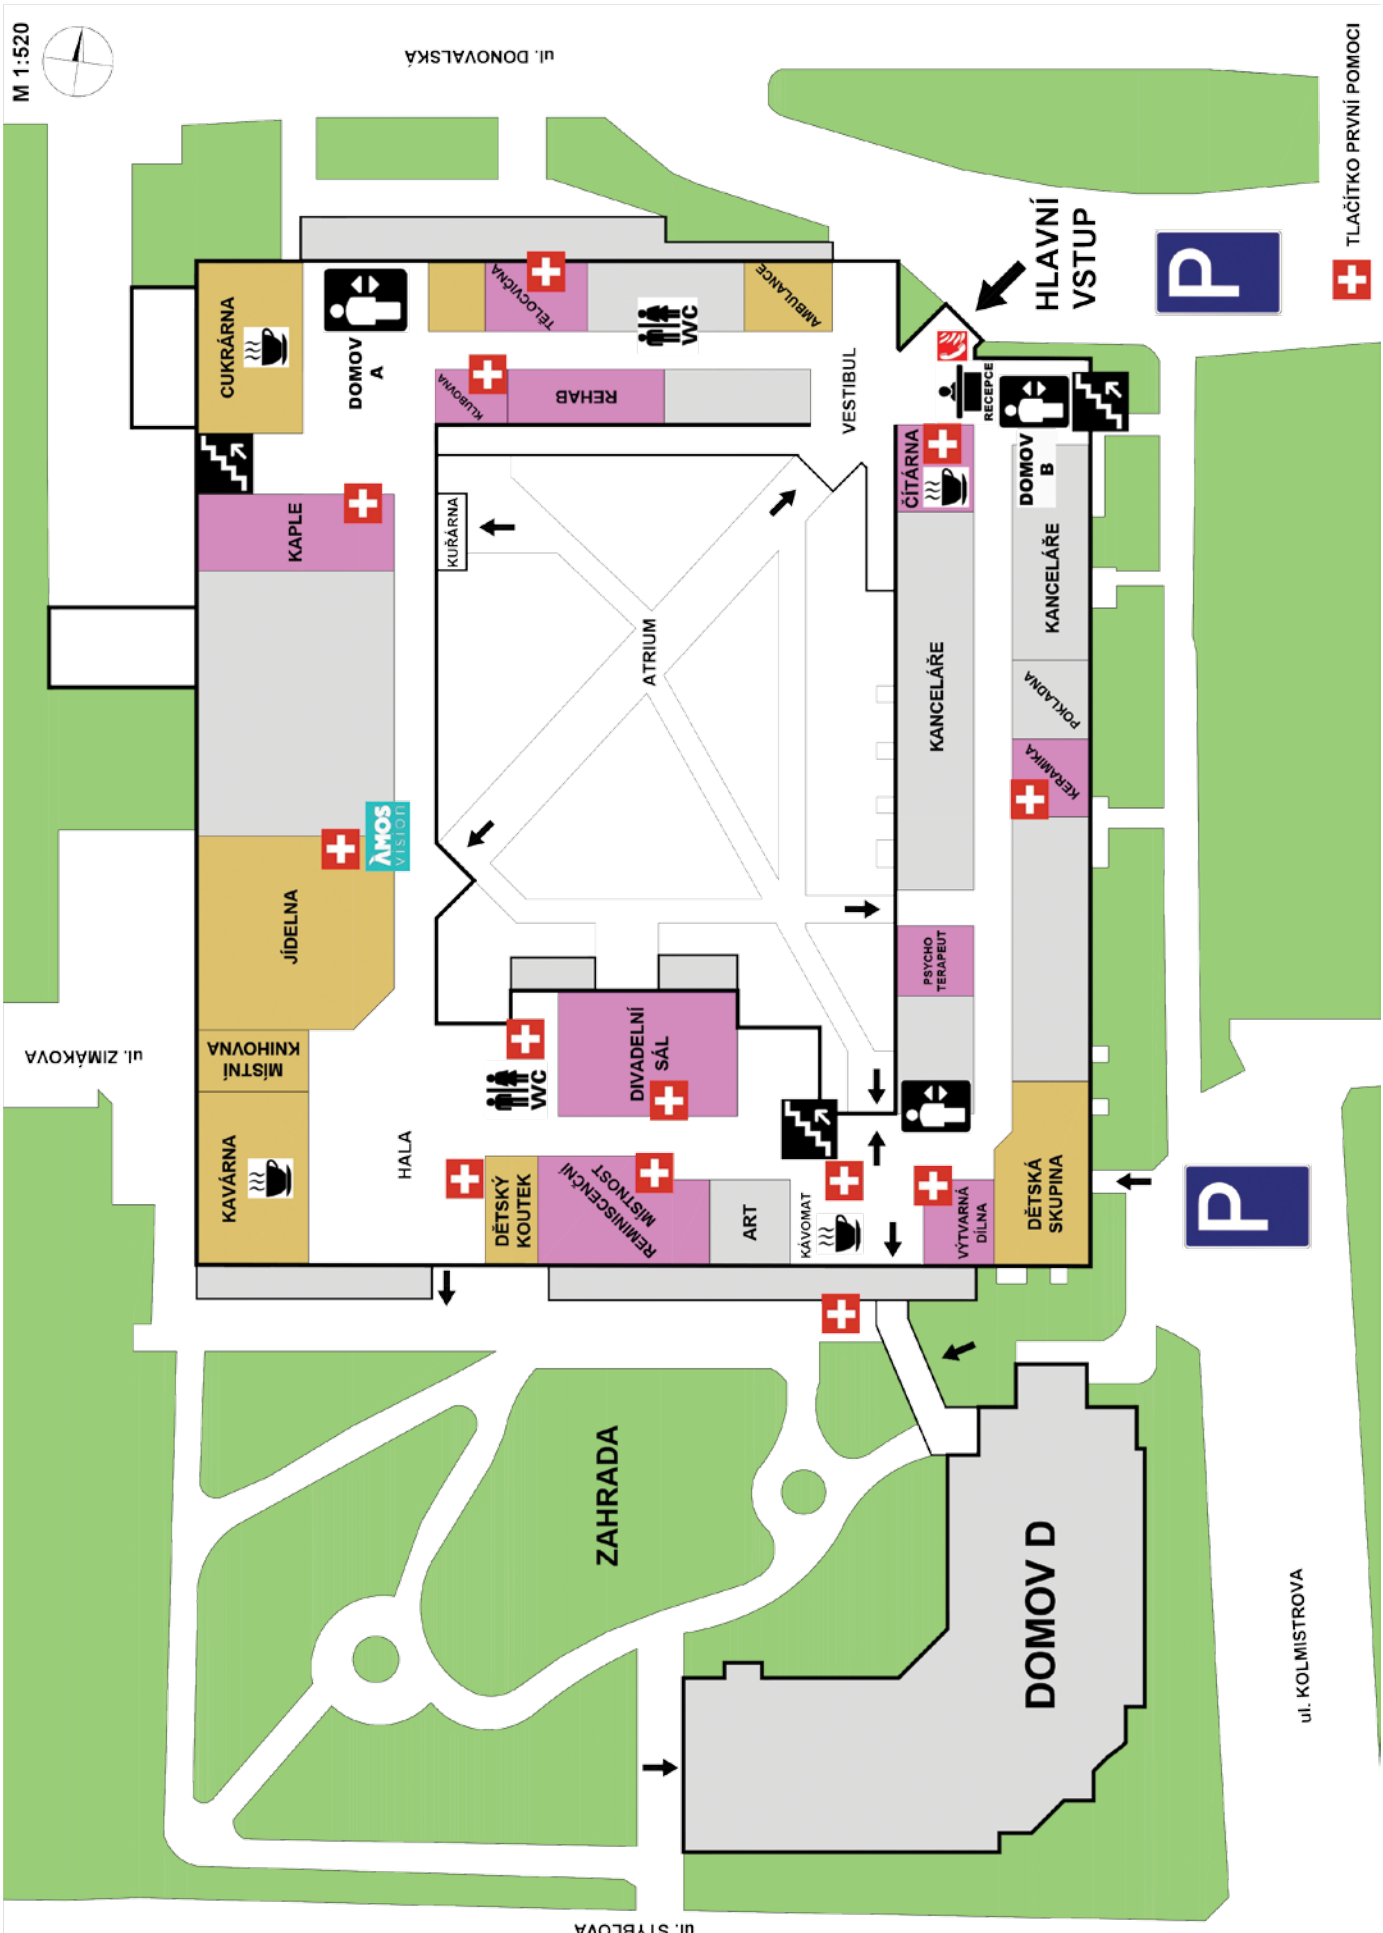 M 1:520
ul. DONOVALSKÁ
TLAČÍTKO PRVNÍ POMOCI
HLAVNÍ
VSTUP
P
CUKRÁRNA
DOMOV
A
TĚLOCVIČNA
WC
AMBULANCE
KLUBOVNA
REHAB
VESTIBUL
RECEPCE
ČÍTÁRNA
DOMOV
B
KAPLE
KUŘÁRNA
KANCELÁŘE
ATRIUM
KANCELÁŘE
POKLADNA
KERAMIKA
AMOS
VISION
JÍDELNA
PSYCHO
TERAPEUT
MÍSTNÍ
KNIHOVNA
ul. ZIMÁKOVA
DIVADELNÍ
SÁL
WC
KAVÁRNA
HALA
DĚTSKÝ
KOUTEK
REMINISCENČNÍ
MÍSTNOST
ART
KÁVOMAT
VÝTVARNÁ
DÍLNA
DĚTSKÁ
SKUPINA
P
ZAHRADA
DOMOV D
ul. KOLMISTROVA
ul. STYBLOVA